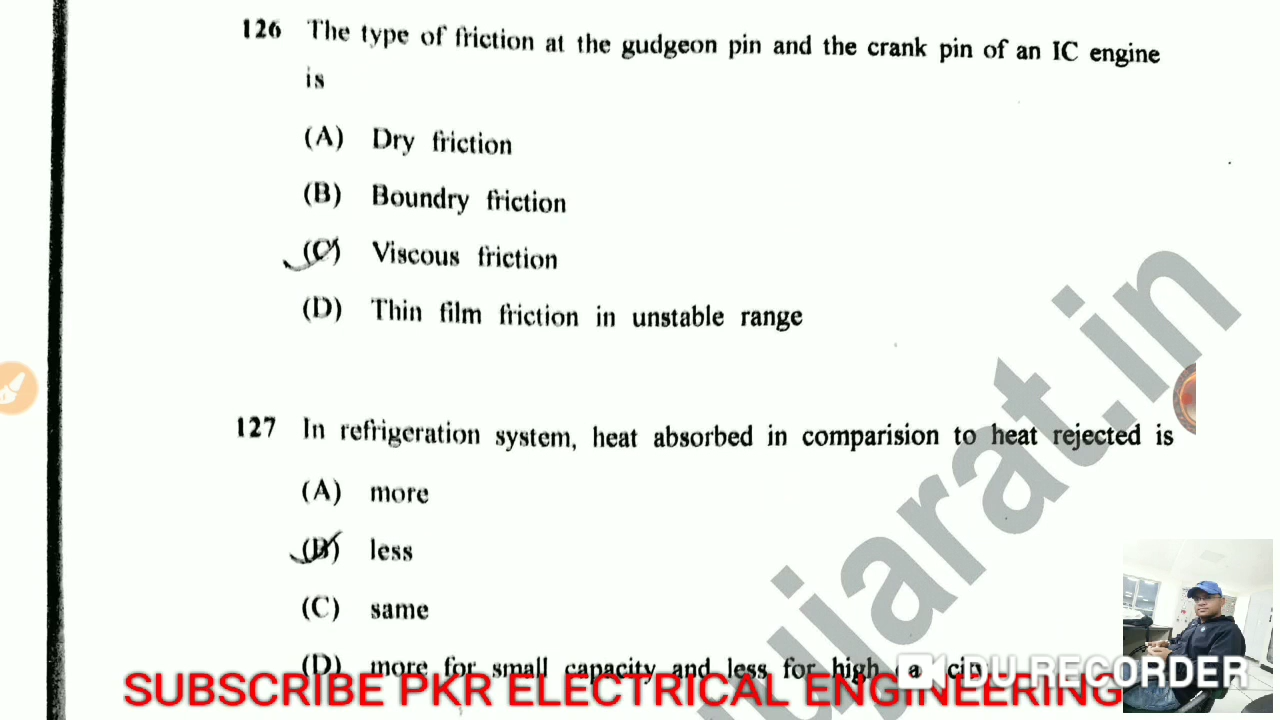 126 The type of friction at the gudgeon pin and the crank pin of an IC engine
is
(A) Dry friction
(B) Boundry friction
(C) Viscous friction
(D) Thin film friction in unstable range
127 In refrigeration system, heat absorbed in comparision to heat rejected is
(A) more
(B) less
(C) same
(D) more for small capacity and less for high
ujarat.in
DU RECORDER
SUBSCRIBE PKR ELECTRICAL ENGINEERING